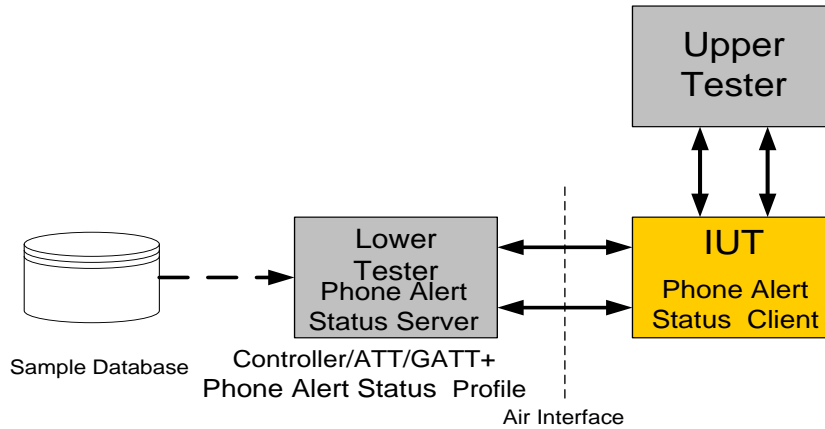 Upper
Tester
Lower
Tester
Phone Alert
Status Server
IUT
Phone Alert
Status Client
Sample Database
Controller/ATT/GATT+
Phone Alert Status Profile
Air Interface